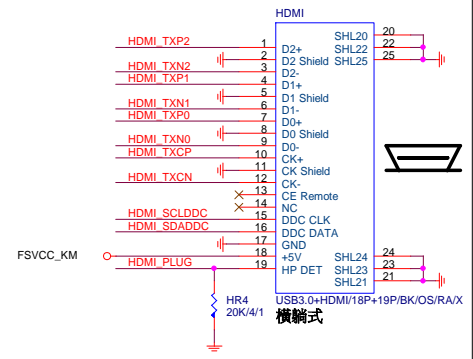 HDMI
HDMI_TXP2 1 D2+
2 D2 Shield
HDMI_TXN2 3 D2-
HDMI_TXP1 4 D1+
5 D1 Shield
HDMI_TXN1 6 D1-
HDMI_TXP0 7 D0+
8 D0 Shield
HDMI_TXN0 9 D0-
HDMI_TXCP 10 CK+
11 CK Shield
HDMI_TXCN 12 CK-
13 CE Remote
14 NC
HDMI_SCLDDC 15 DDC CLK
HDMI_SDADDC 16 DDC DATA
17 GND
FSVCC_KM 18 +5V
HDMI_PLUG 19 HP DET
SHL20 20
SHL22 22
SHL25 25
SHL24 24
SHL23 23
SHL21 21
HR4
20K/4/1
USB3.0+HDMI/18P+19P/BK/OS/RA/X
橫躺式